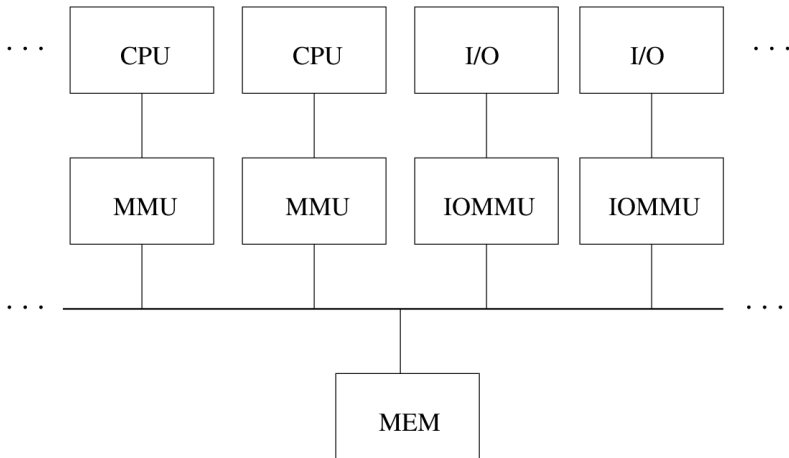 . . . CPU CPU I/O I/O . . .
MMU MMU IOMMU IOMMU
. . . . . .
MEM